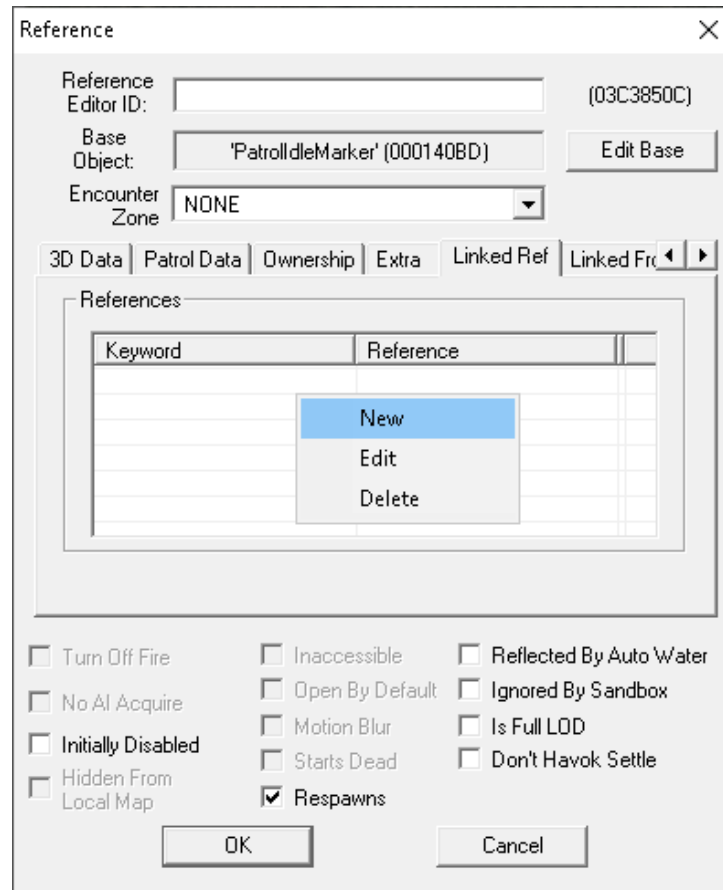 Reference
Reference
Editor ID:
(03C3850C)
Base
Object:
'PatrolIdleMarker' (000140BD)
Edit Base
Encounter
Zone
NONE
3D Data
Patrol Data
Ownership
Extra
Linked Ref
Linked Fro
References
Keyword
Reference
New
Edit
Delete
Turn Off Fire
Inaccessible
Reflected By Auto Water
No AI Acquire
Open By Default
Ignored By Sandbox
Initially Disabled
Motion Blur
Is Full LOD
Hidden From
Local Map
Starts Dead
Don't Havok Settle
Respawns
OK
Cancel